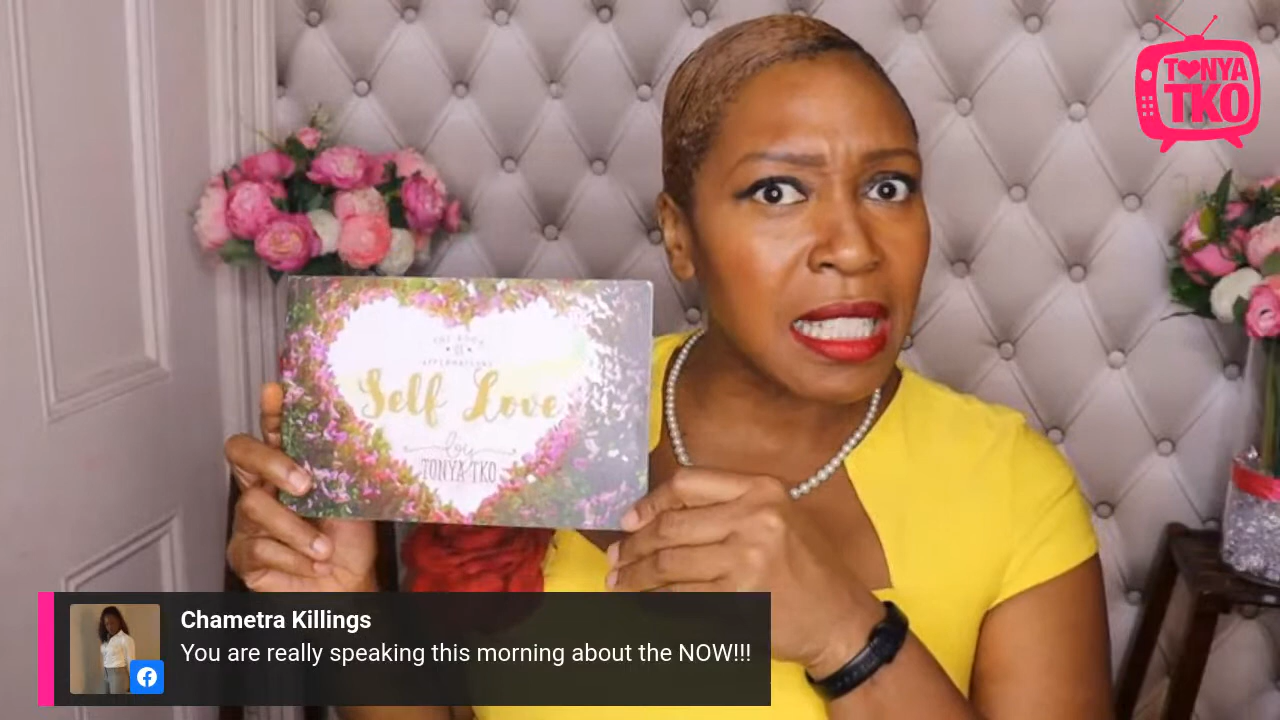 TONYA
TKO
THE BOOK
OF
AFFIRMATIONS
Self Love
by
TONYA TKO
Chametra Killings
You are really speaking this morning about the NOW!!!